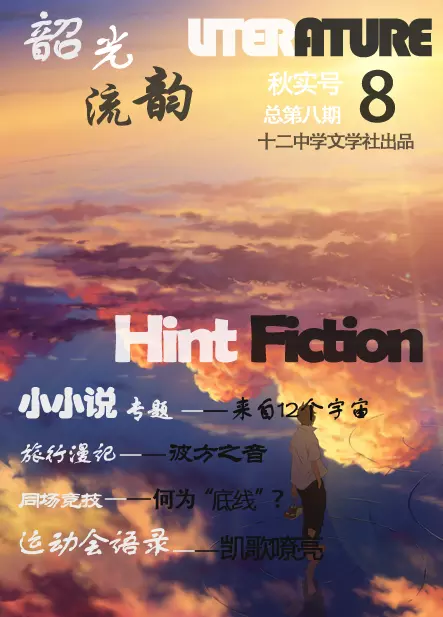 韶光
流韵
LITERATURE
秋实号
总第八期
8
十二中学文学社出品
Hint Fiction
小小说专题——来自12个宇宙
旅行漫记——彼方之音
同场竞技——何为“底线”？
运动会语录——凯歌嘹亮